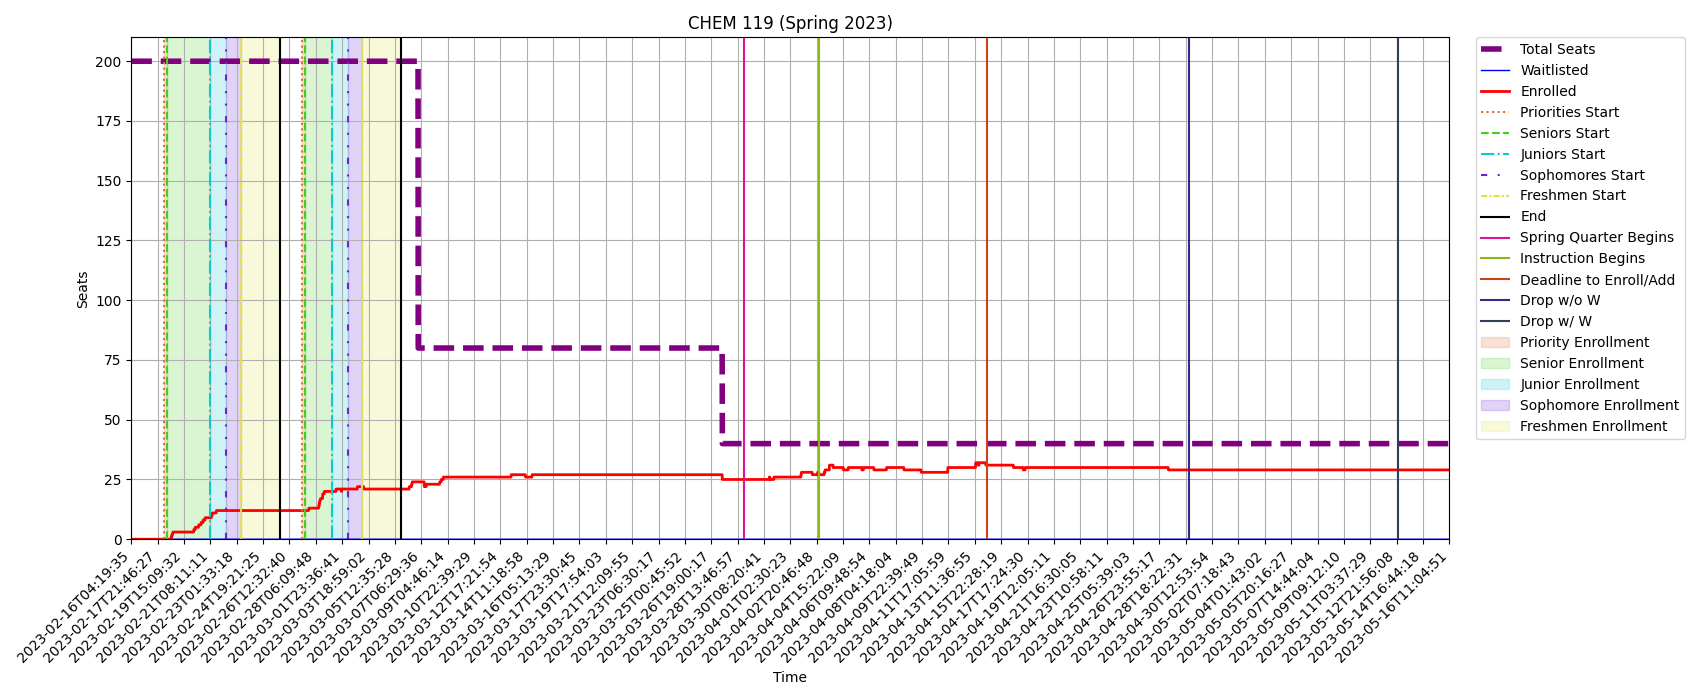 CHEM 119 (Spring 2023)
Seats
200
175
150
125
100
75
50
25
0
2023-02-16T04:19:35
2023-02-17T21:46:27
2023-02-19T15:09:32
2023-02-21T08:11:11
2023-02-23T01:33:18
2023-02-24T19:21:25
2023-02-26T12:32:40
2023-02-28T06:09:48
2023-03-01T23:36:41
2023-03-03T18:59:02
2023-03-05T12:35:28
2023-03-07T06:29:36
2023-03-09T04:46:14
2023-03-10T22:39:29
2023-03-12T17:21:54
2023-03-14T11:18:58
2023-03-16T05:13:29
2023-03-17T23:30:45
2023-03-19T17:54:03
2023-03-21T12:09:55
2023-03-23T06:30:17
2023-03-25T00:45:52
2023-03-26T19:00:17
2023-03-28T13:46:57
2023-03-30T08:20:41
2023-04-01T02:30:23
2023-04-02T20:46:48
2023-04-04T15:22:09
2023-04-06T09:48:54
2023-04-08T04:18:04
2023-04-09T22:39:49
2023-04-11T17:05:59
2023-04-13T11:36:55
2023-04-15T22:28:19
2023-04-17T17:24:30
2023-04-19T12:05:11
2023-04-21T16:30:05
2023-04-23T10:58:11
2023-04-25T05:39:03
2023-04-26T23:55:17
2023-04-28T18:22:31
2023-04-30T12:53:54
2023-05-02T07:18:43
2023-05-04T01:43:02
2023-05-05T20:16:27
2023-05-07T14:44:04
2023-05-09T09:12:10
2023-05-11T03:37:29
2023-05-12T21:56:08
2023-05-14T16:44:18
2023-05-16T11:04:51
Time
Total Seats
Waitlisted
Enrolled
Priorities Start
Seniors Start
Juniors Start
Sophomores Start
Freshmen Start
End
Spring Quarter Begins
Instruction Begins
Deadline to Enroll/Add
Drop w/o W
Drop w/ W
Priority Enrollment
Senior Enrollment
Junior Enrollment
Sophomore Enrollment
Freshmen Enrollment